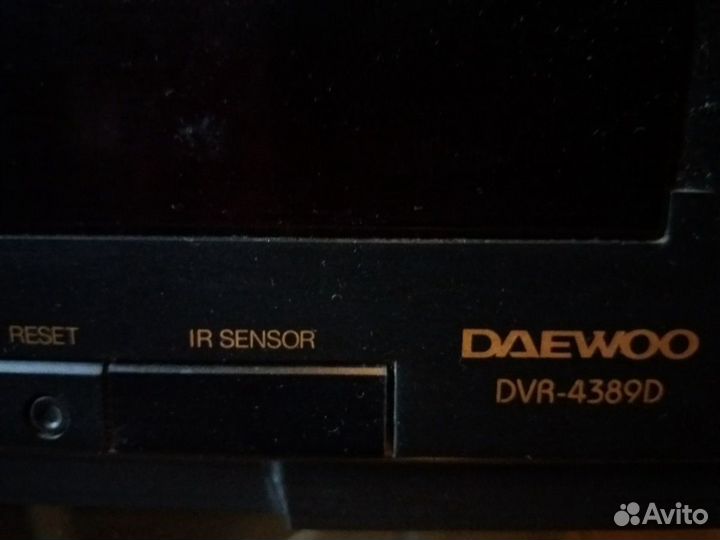 RESET
IR SENSOR
DAEWOO
DVR-4389D
Avito